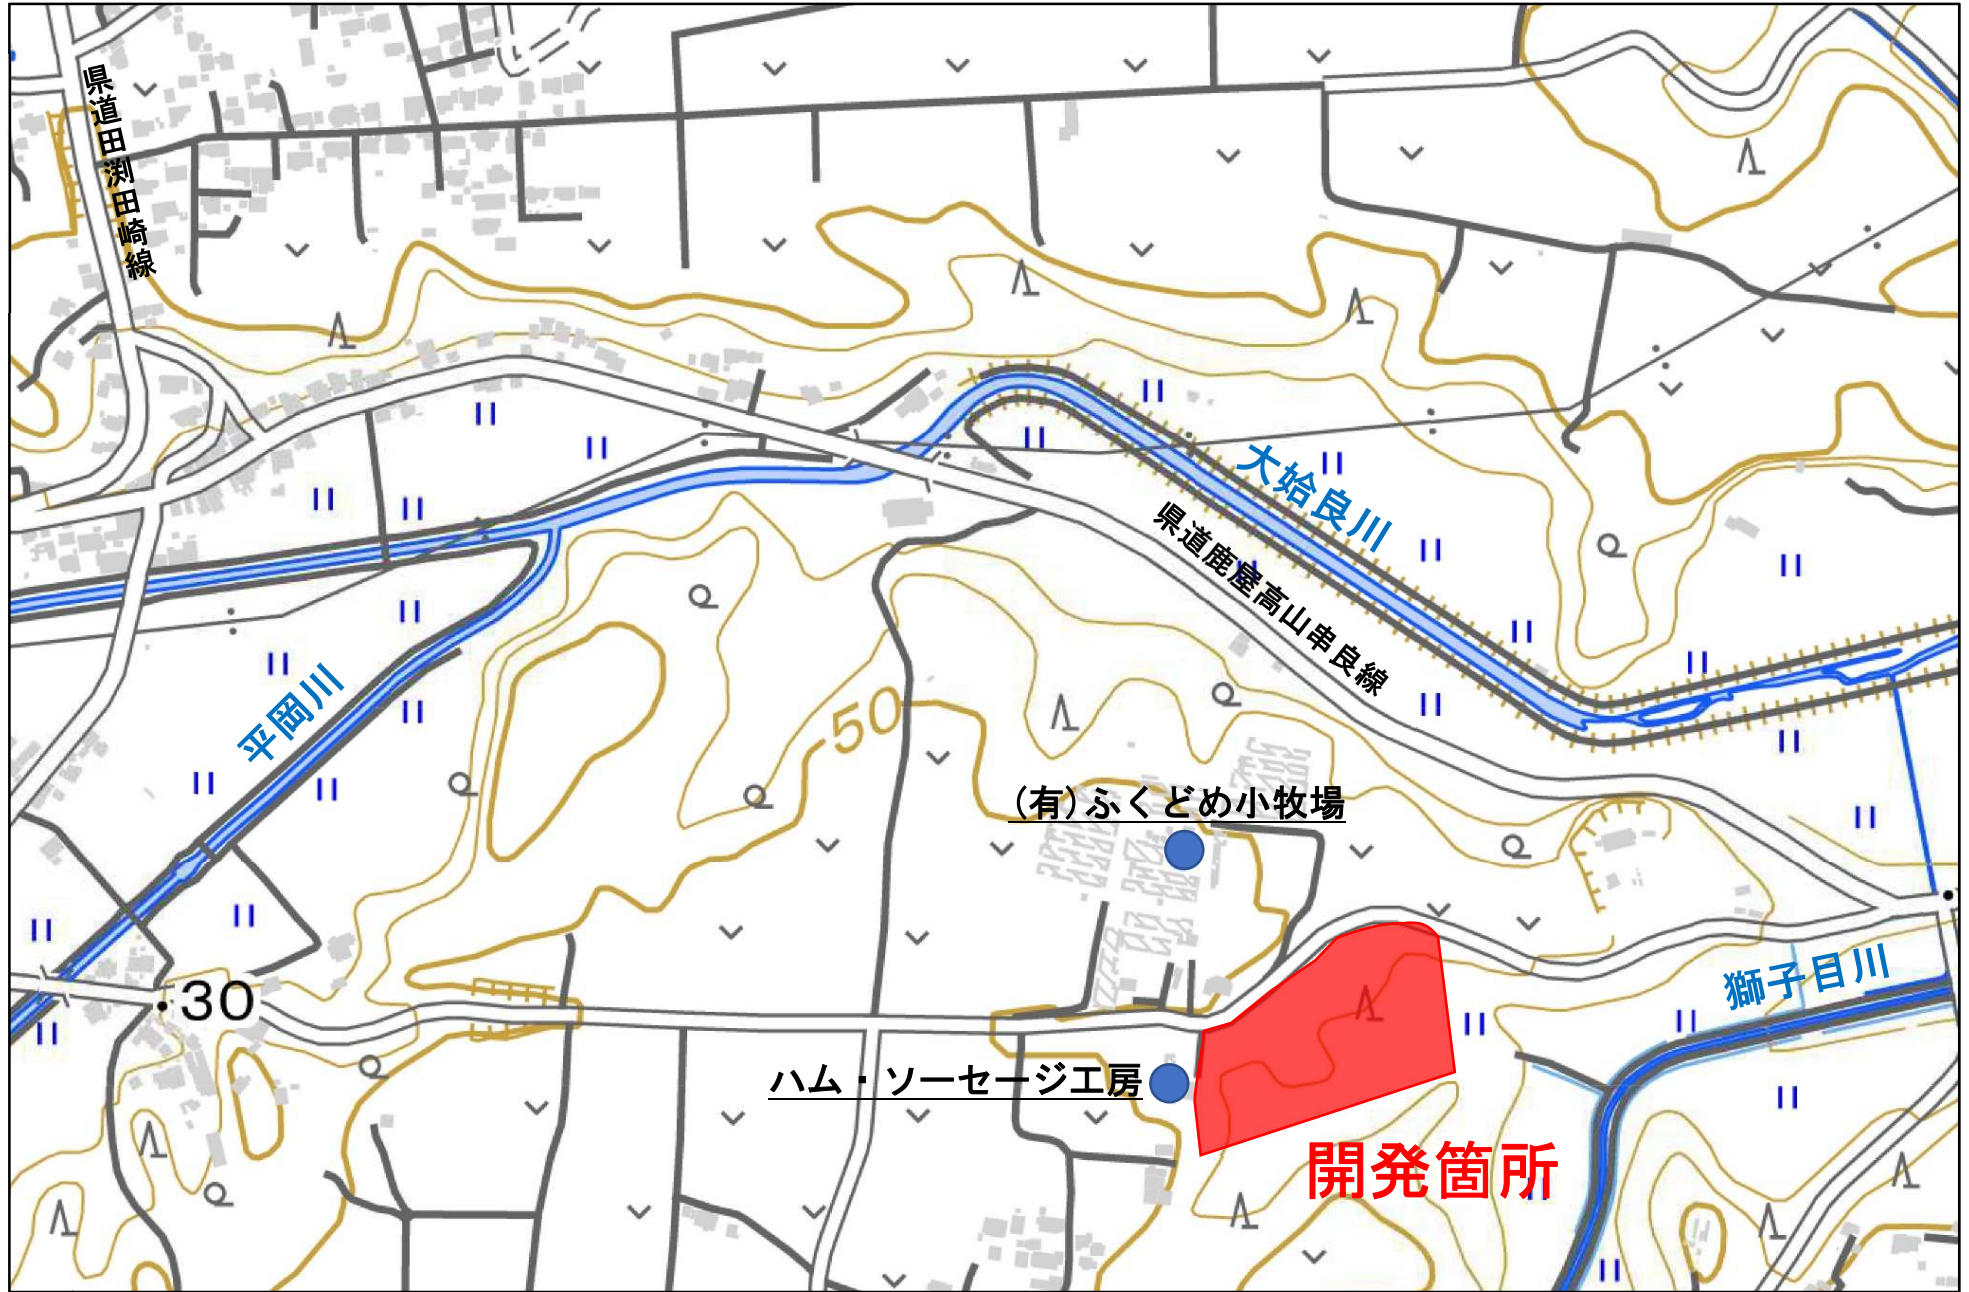 県道田渕田崎線
大姶良川
県道鹿屋高山串良線
平岡川
50
(有)ふくどめ小牧場
獅子目川
30
ハム・ソーセージ工房
開発箇所